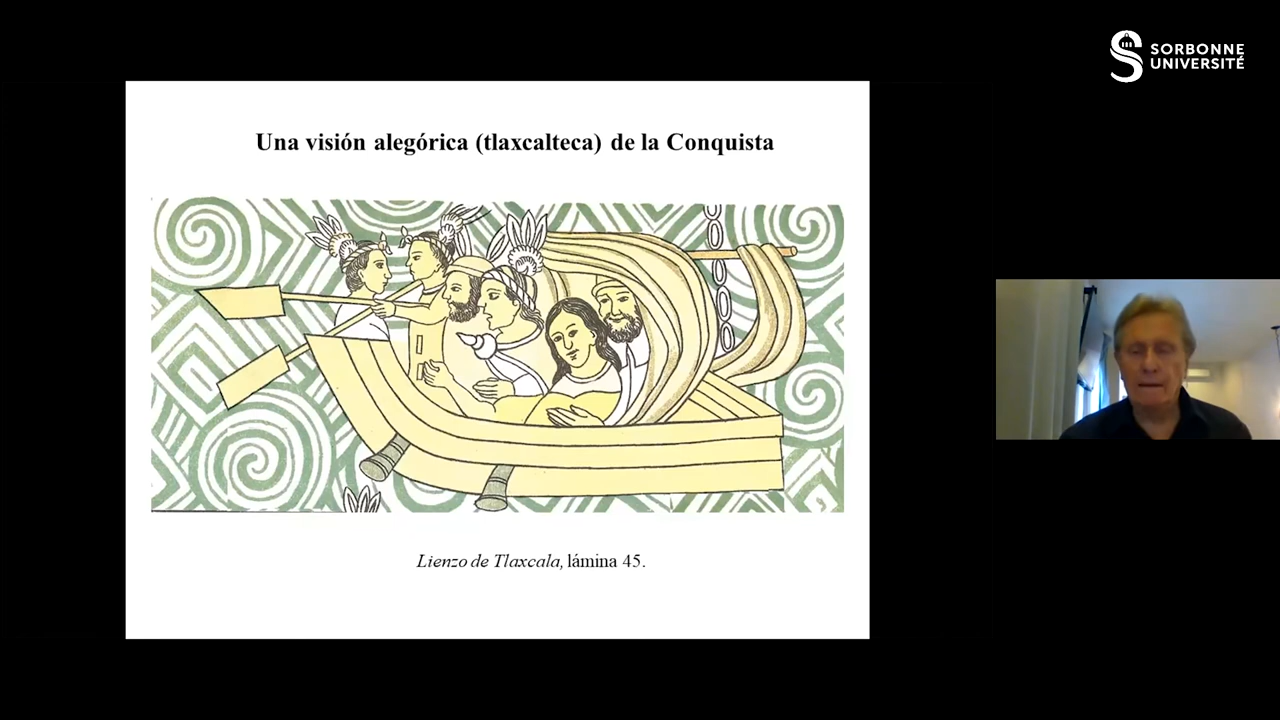 SORBONNE
UNIVERSITÉ
Una visión alegórica (tlaxcalteca) de la Conquista
Lienzo de Tlaxcala, lámina 45.